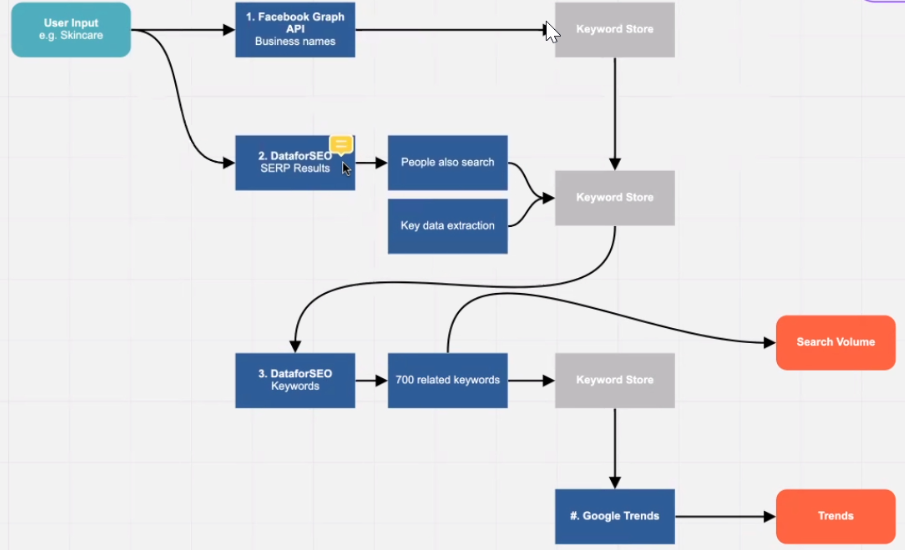 User Input
e.g. Skincare
1. Facebook Graph
API
Business names
Keyword Store
2. DataforSEO
SERP Results
People also search
Keyword Store
Key data extraction
Search Volume
3. DataforSEO
Keywords
700 related keywords
Keyword Store
#. Google Trends
Trends